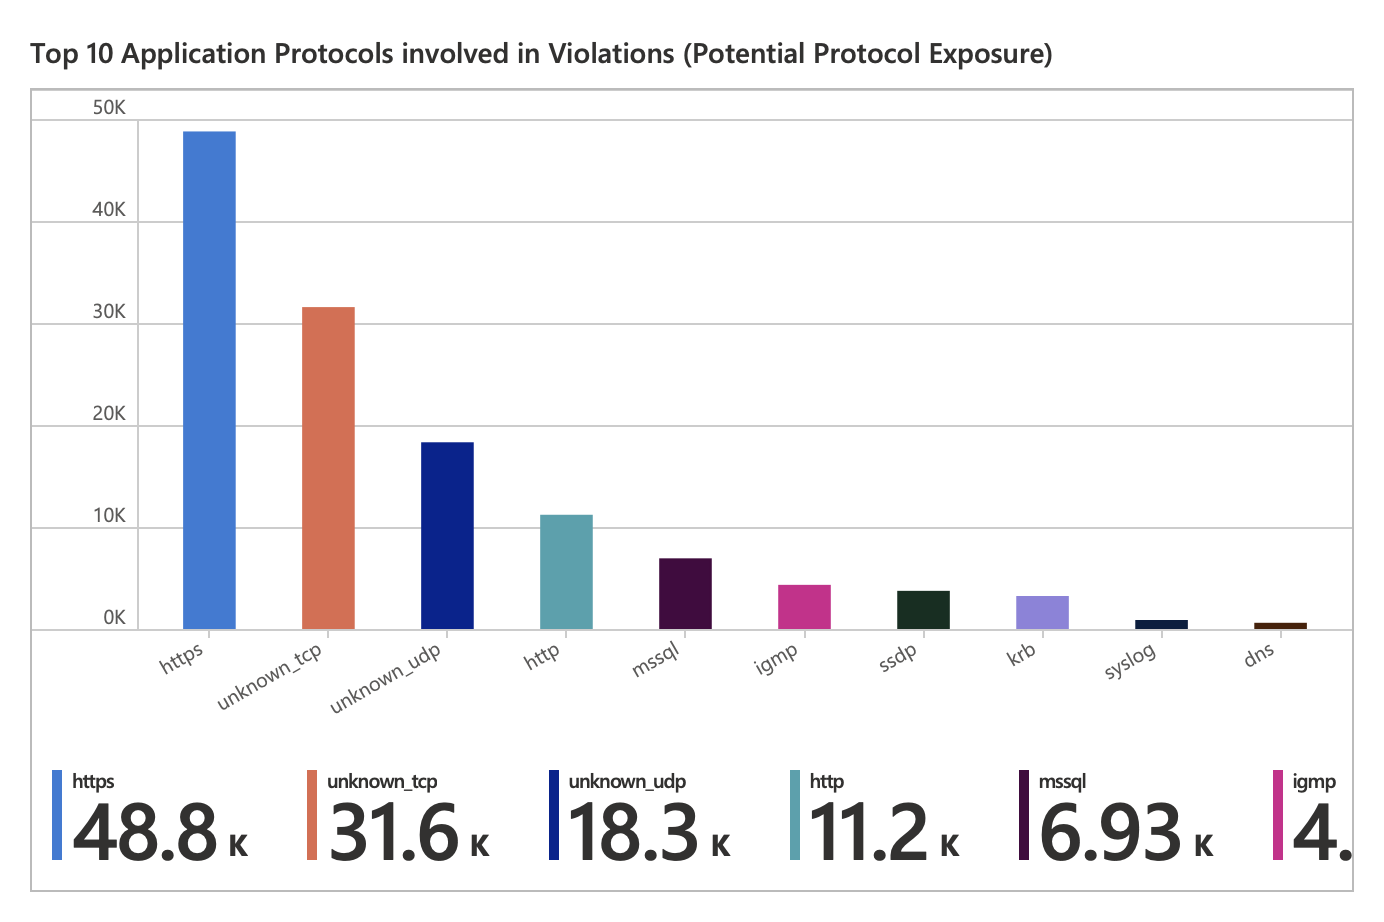 Top 10 Application Protocols involved in Violations (Potential Protocol Exposure)
50K
40K
30K
20K
10K
0K
https
unknown_tcp
unknown_udp
http
mssql
igmp
ssdp
krb
syslog
dns
https
48.8 K
unknown_tcp
31.6 K
unknown_udp
18.3 K
http
11.2 K
mssql
6.93 K
igmp
4.